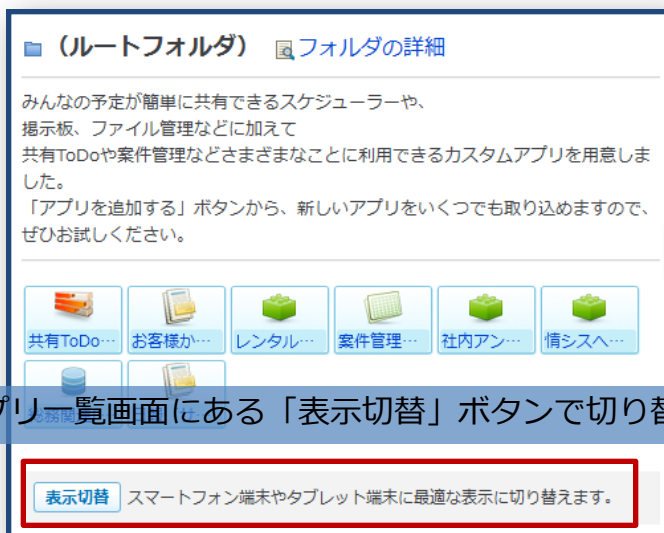 （ルートフォルダ） フォルダの詳細
みんなの予定が簡単に共有できるスケジューラーや、
掲示板、ファイル管理などに加えて
共有ToDoや案件管理などさまざまなことに利用できるカスタムアプリを用意しま
した。
「アプリを追加する」ボタンから、新しいアプリをいくつでも取り込めますので、
ぜひお試しください。
共有ToDo… お客様か… レンタル… 案件管理… 社内アン… 情シスへ…
プリ一覧画面にある「表示切替」ボタンで切り替
表示切替 スマートフォン端末やタブレット端末に最適な表示に切り替えます。